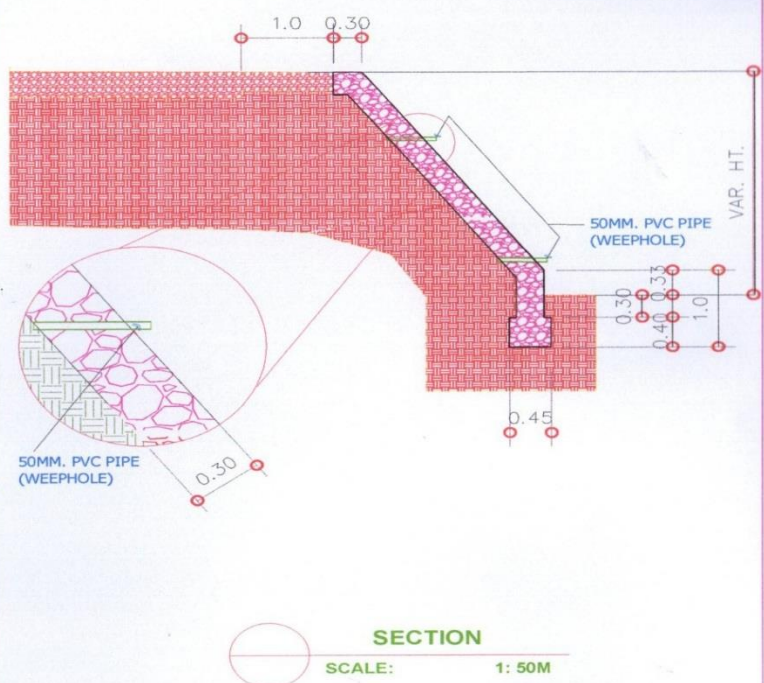 1.0 0.30
VAR. HT.
50MM. PVC PIPE
(WEEPHOLE)
0.33
0.30
0.40
1.0
0.45
50MM. PVC PIPE
(WEEPHOLE)
0.30
SECTION
SCALE: 1: 50M